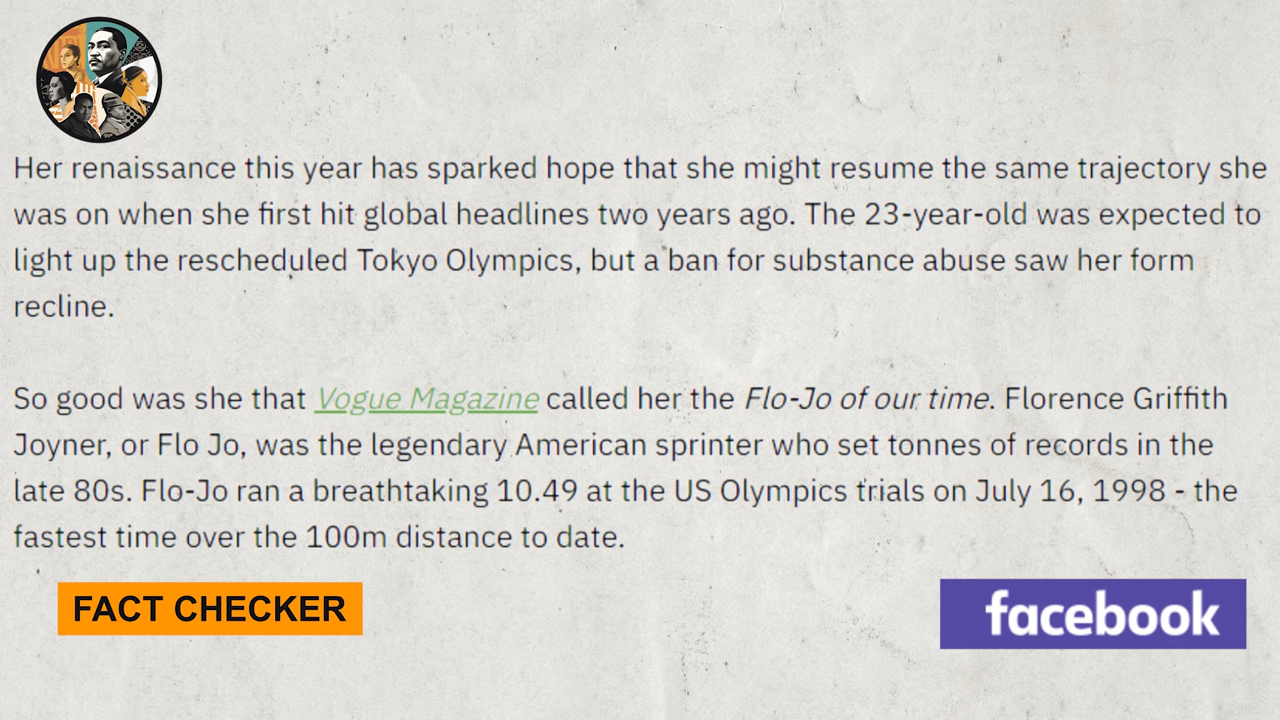 Her renaissance this year has sparked hope that she might resume the same trajectory she
was on when she first hit global headlines two years ago. The 23-year-old was expected to
light up the rescheduled Tokyo Olympics, but a ban for substance abuse saw her form
recline.
So good was she that Vogue Magazine called her the Flo-Jo of our time. Florence Griffith
Joyner, or Flo Jo, was the legendary American sprinter who set tonnes of records in the
late 80s. Flo-Jo ran a breathtaking 10.49 at the US Olympics trials on July 16, 1998 - the
fastest time over the 100m distance to date.
FACT CHECKER
facebook